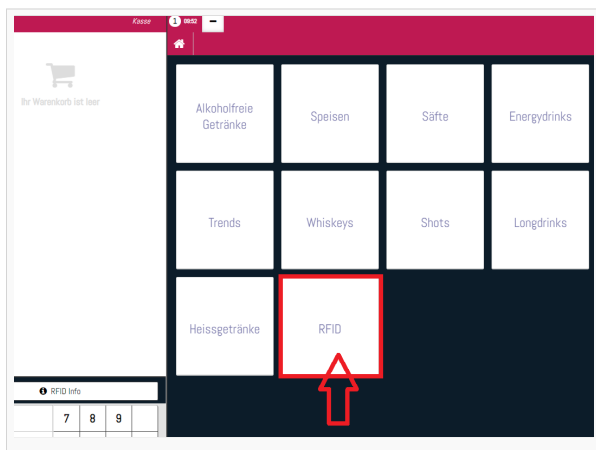 Kasse
1 09:52
Ihr Warenkorb ist leer
Alkoholfreie
Getränke
Speisen
Säfte
Energydrinks
Trends
Whiskeys
Shots
Longdrinks
Heissgetränke
RFID
RFID Info
7 8 9